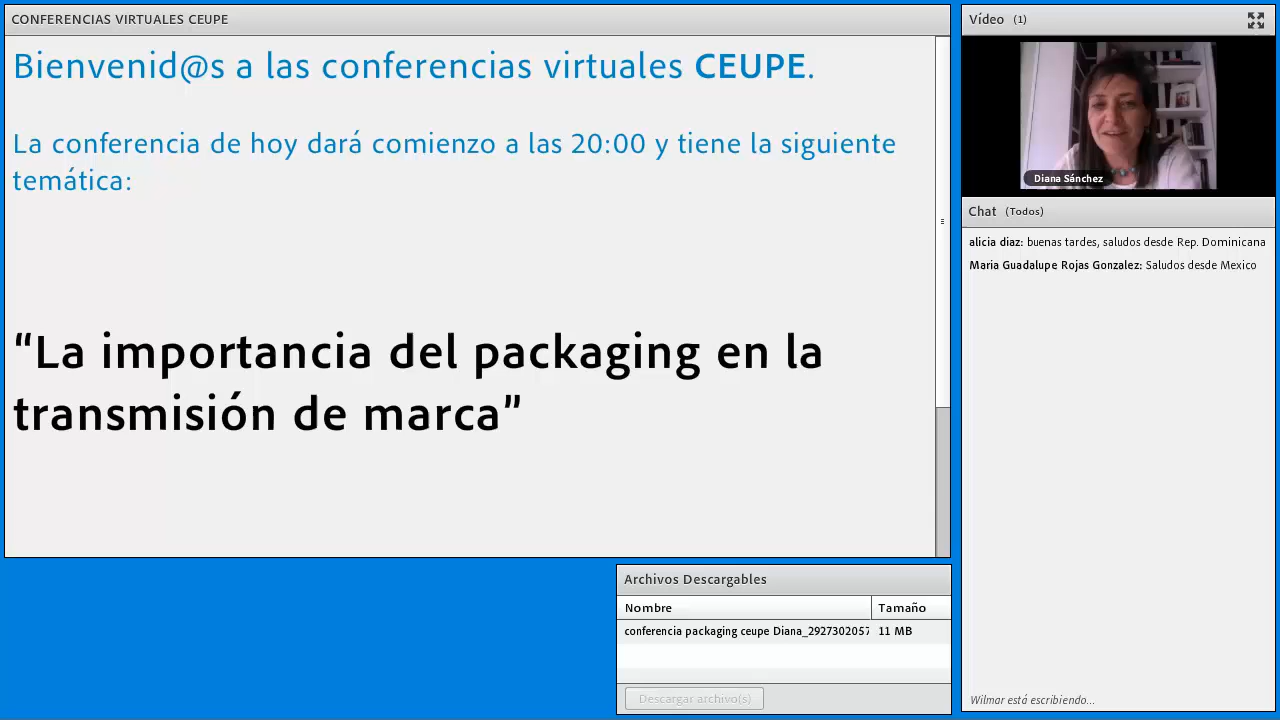 CONFERENCIAS VIRTUALES CEUPE
Bienvenid@s a las conferencias virtuales CEUPE.
La conferencia de hoy dará comienzo a las 20:00 y tiene la siguiente
temática:
“La importancia del packaging en la
transmisión de marca”
Vídeo (1)
Diana Sánchez
Chat (Todos)
alicia diaz: buenas tardes, saludos desde Rep. Dominicana
Maria Guadalupe Rojas Gonzalez: Saludos desde Mexico
Wilmar está escribiendo...
Archivos Descargables
Nombre Tamaño
conferencia packaging ceupe Diana_2927302057 11 MB
Descargar archivo(s)